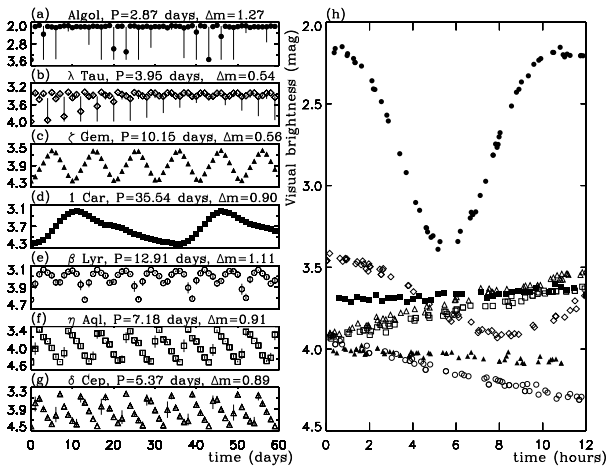 (a) Algol, P=2.87 days, Δm=1.27
2.0
2.8
3.6
(b) λ Tau, P=3.95 days, Δm=0.54
3.2
3.6
4.0
(c) ζ Gem, P=10.15 days, Δm=0.56
3.5
3.9
4.3
(d) 1 Car, P=35.54 days, Δm=0.90
3.1
3.7
4.3
(e) β Lyr, P=12.91 days, Δm=1.11
3.1
3.9
4.7
(f) η Aql, P=7.18 days, Δm=0.91
3.4
4.0
4.6
(g) δ Cep, P=5.37 days, Δm=0.89
3.3
3.9
4.5
0 10 20 30 40 50 60
time (days)
(h)
Visual brightness (mag)
2.0
2.5
3.0
3.5
4.0
4.5
0 2 4 6 8 10 12
time (hours)